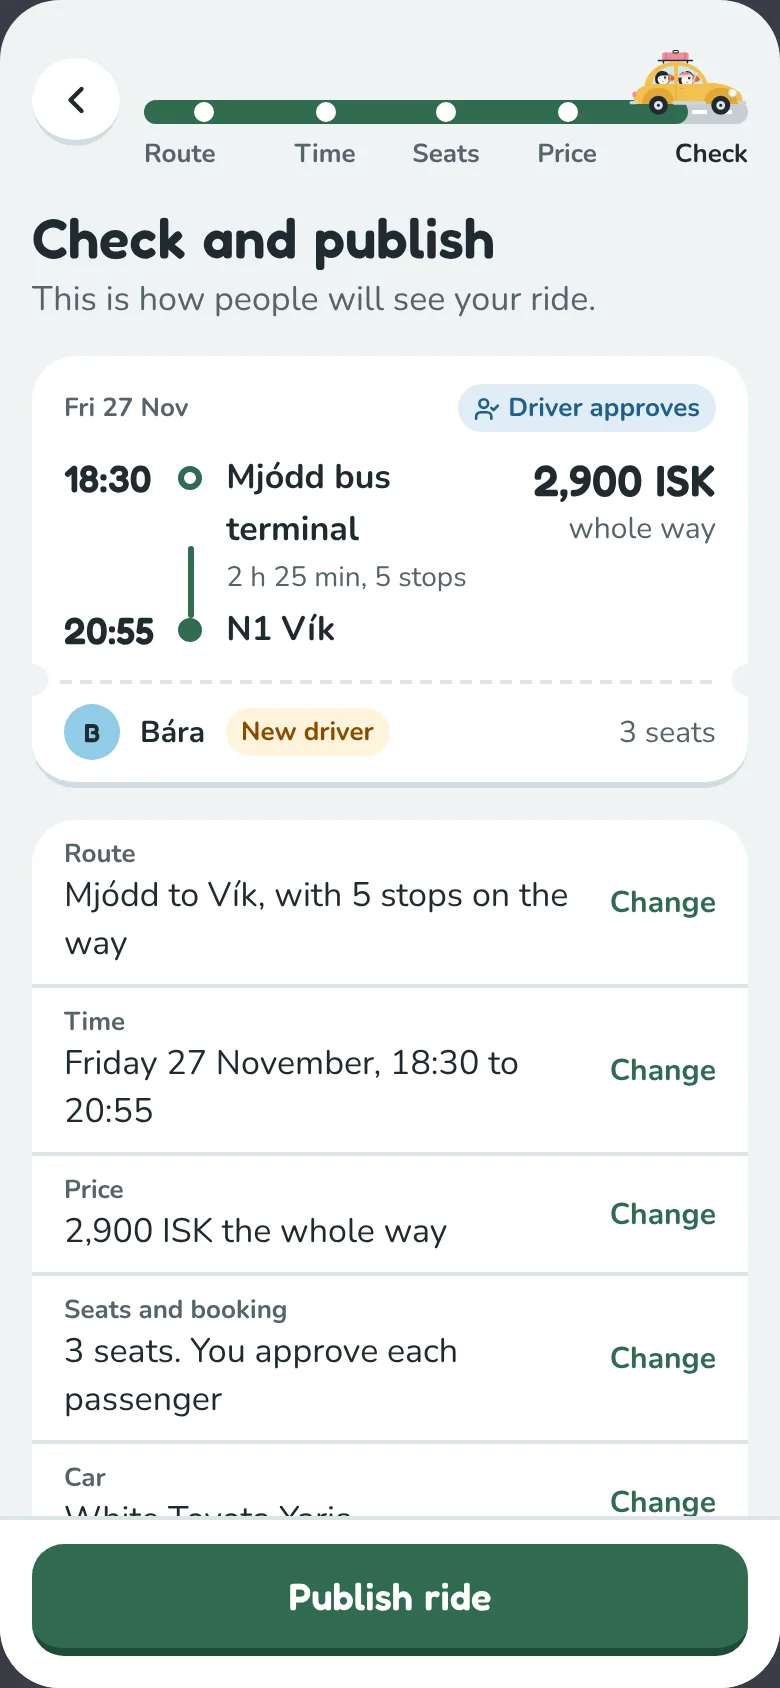 Route
Time
Seats
Price
Check
Check and publish
This is how people will see your ride.
Fri 27 Nov
Driver approves
18:30
Mjódd bus
terminal
2,900 ISK
whole way
2 h 25 min, 5 stops
20:55
N1 Vík
B
Bára
New driver
3 seats
Route
Mjódd to Vík, with 5 stops on the
way
Change
Time
Friday 27 November, 18:30 to
20:55
Change
Price
2,900 ISK the whole way
Change
Seats and booking
3 seats. You approve each
passenger
Change
Car
White Toyota Yaris
Change
Publish ride